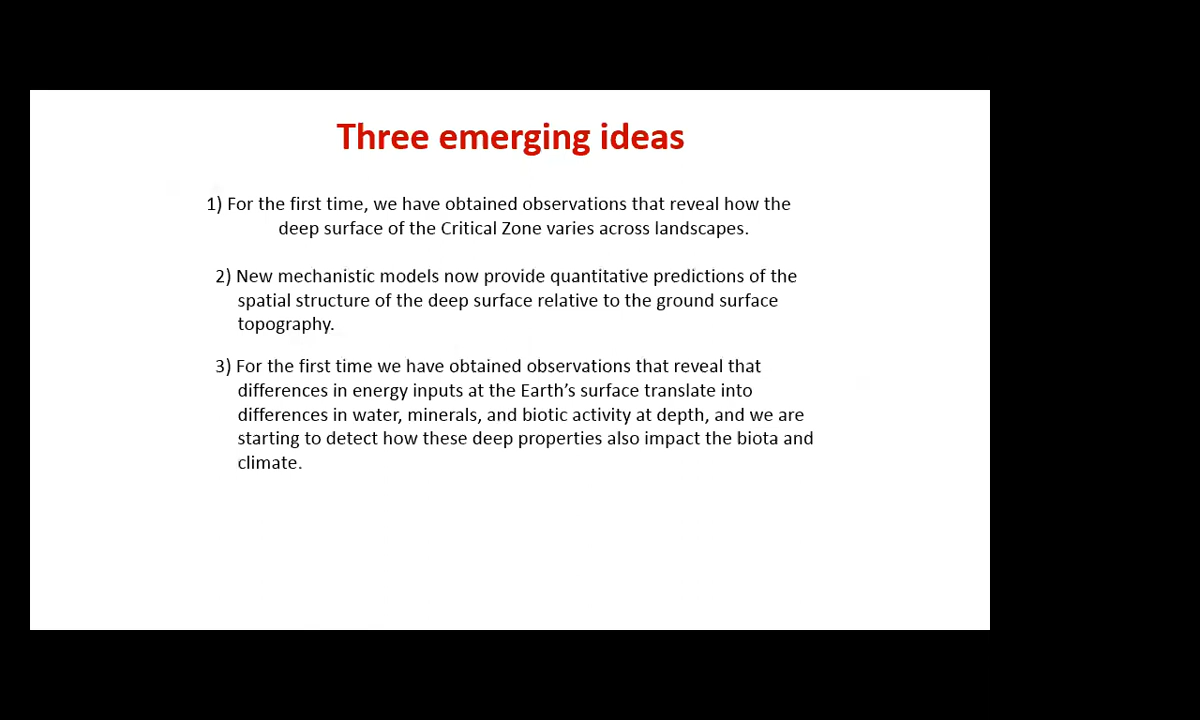 Three emerging ideas
1) For the first time, we have obtained observations that reveal how the
deep surface of the Critical Zone varies across landscapes.
2) New mechanistic models now provide quantitative predictions of the
spatial structure of the deep surface relative to the ground surface
topography.
3) For the first time we have obtained observations that reveal that
differences in energy inputs at the Earth’s surface translate into
differences in water, minerals, and biotic activity at depth, and we are
starting to detect how these deep properties also impact the biota and
climate.